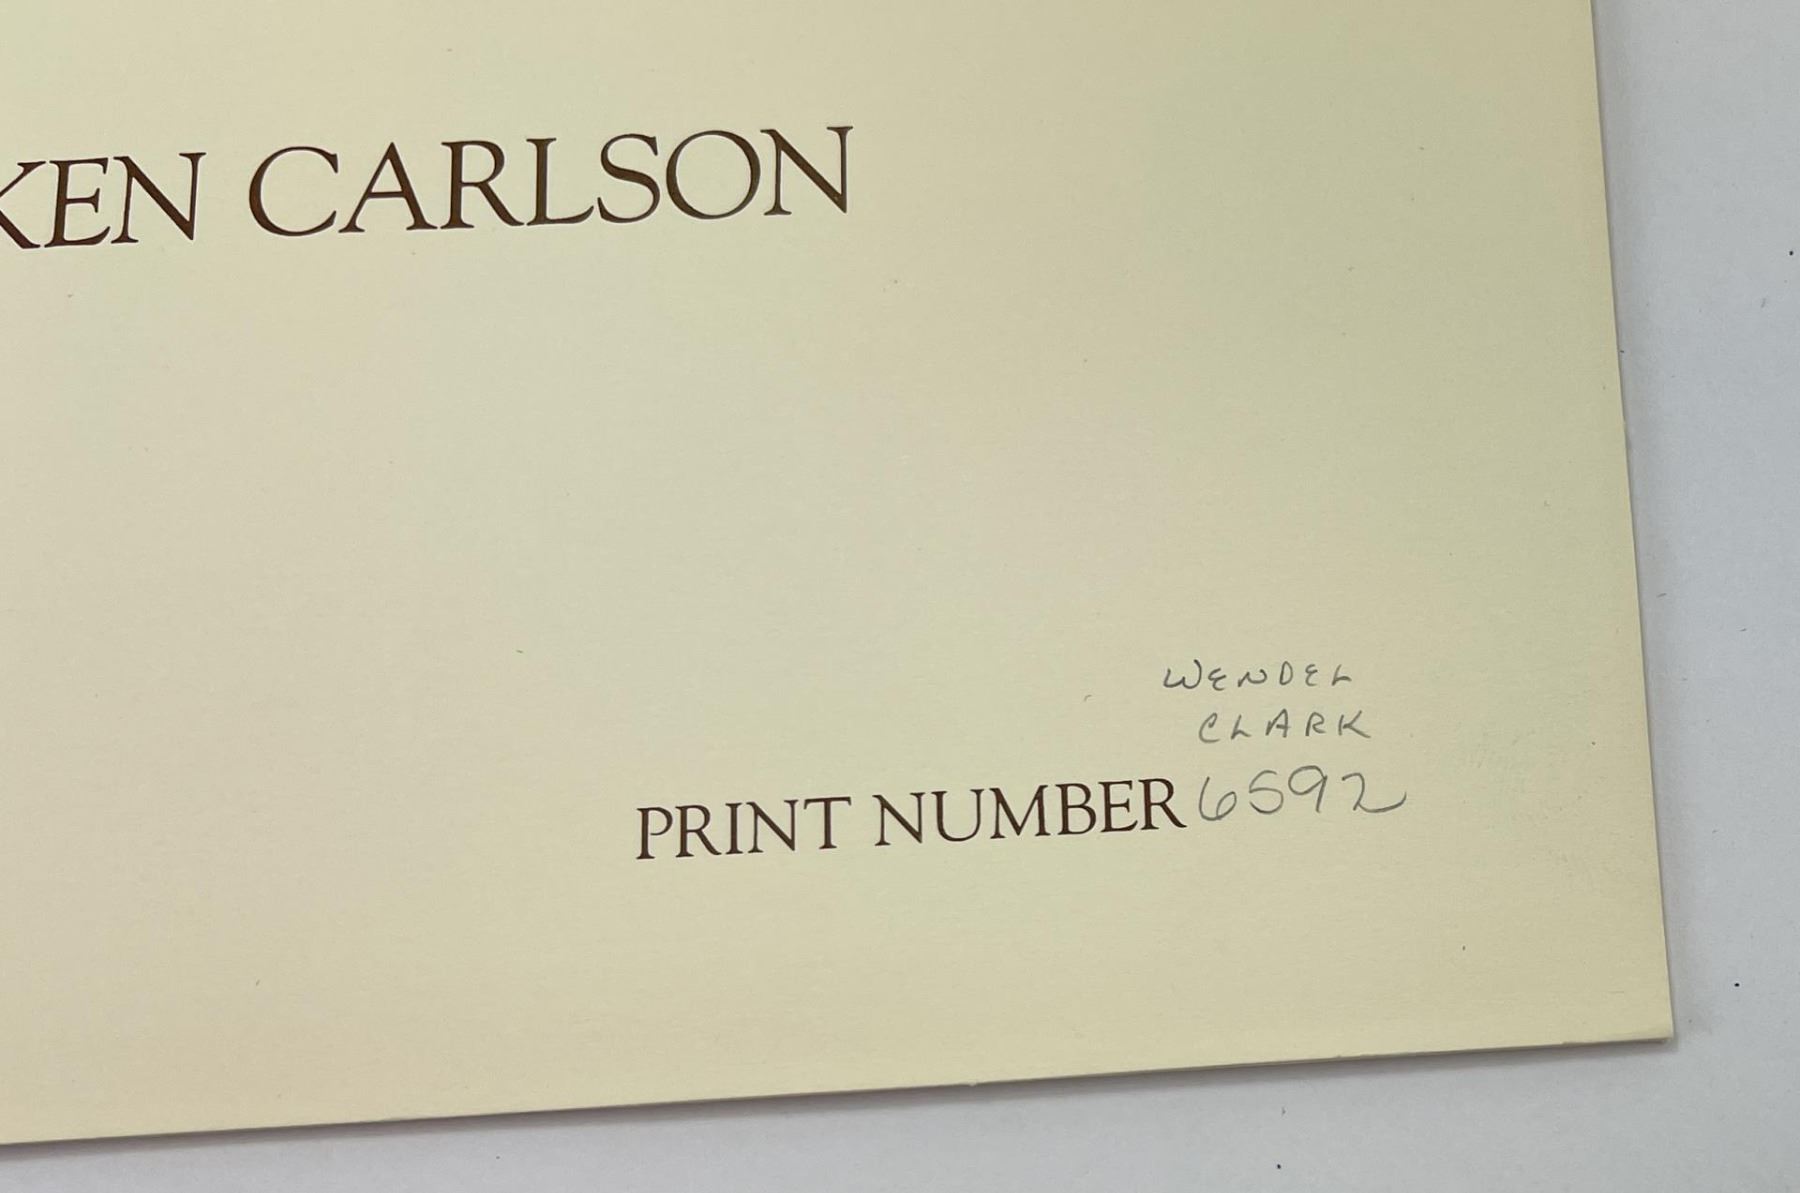 KEN CARLSON
WENDEL
CLARK
PRINT NUMBER 6592